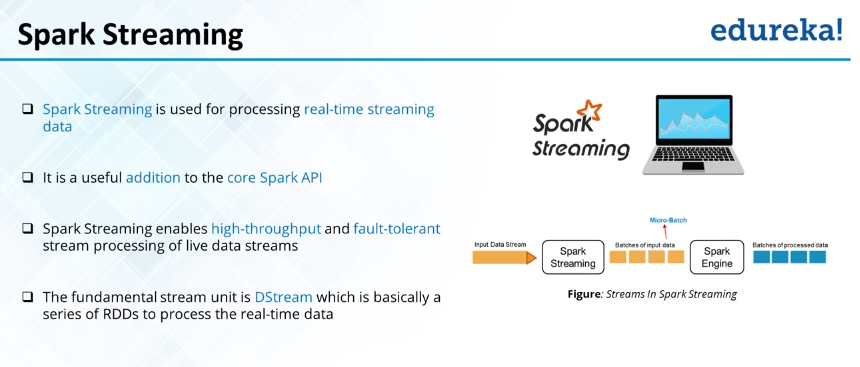 Spark Streaming
edureka!
❑ Spark Streaming is used for processing real-time streaming
data
❑ It is a useful addition to the core Spark API
❑ Spark Streaming enables high-throughput and fault-tolerant
stream processing of live data streams
❑ The fundamental stream unit is DStream which is basically a
series of RDDs to process the real-time data
Spark
Streaming
Micro-Batch
Input Data Stream
Spark
Streaming
Batches of input data
Spark
Engine
Batches of processed data
Figure: Streams In Spark Streaming